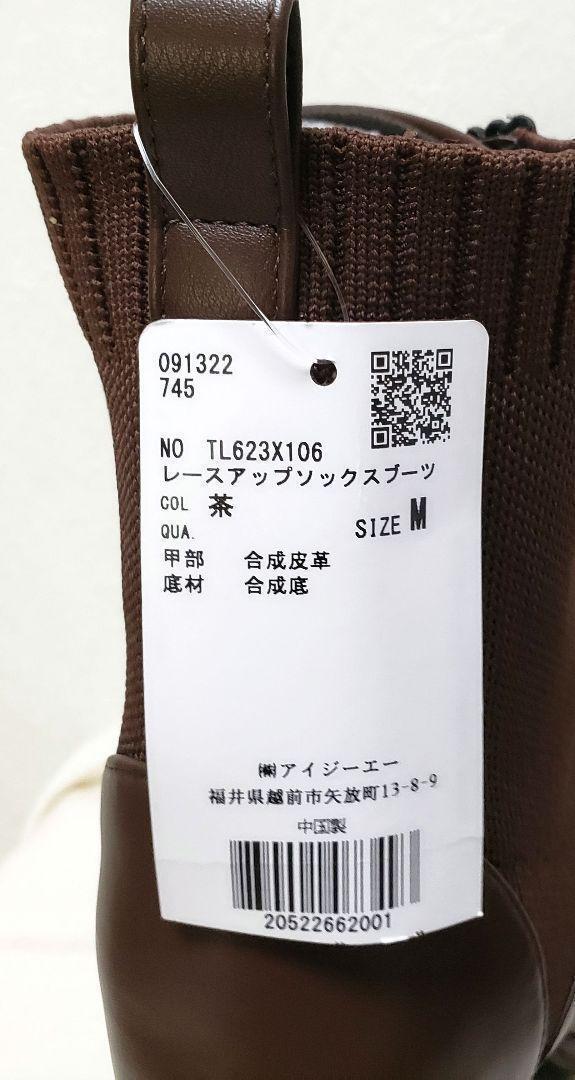 091322
745
NO TL623X106
レースアップソックスブーツ
COL 茶
QUA.
SIZE M
甲部 合成皮革
底材 合成底
㈱アイジーエー
福井県越前市矢放町13-8-9
中国製
20522662001